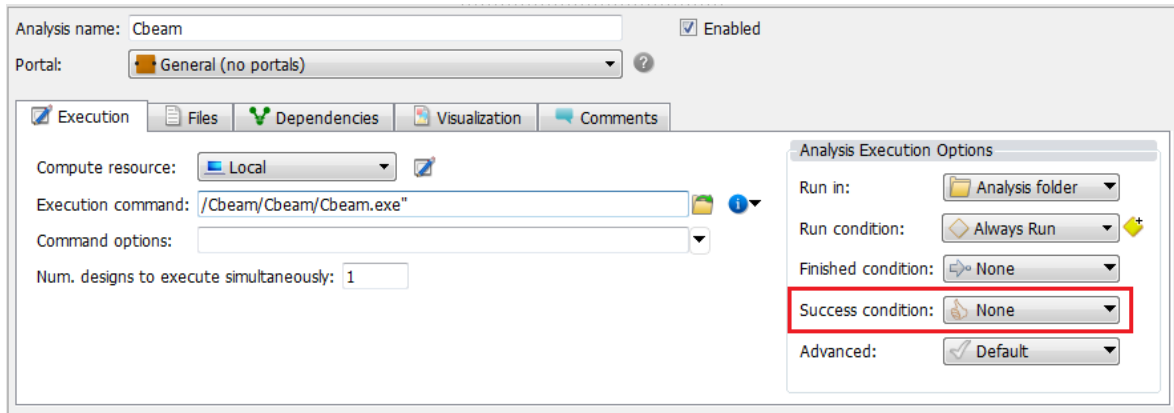 Analysis name: Cbeam Enabled
Portal: General (no portals) ?
Execution Files Dependencies Visualization Comments
Compute resource: Local
Execution command: /Cbeam/Cbeam/Cbeam.exe"
Command options:
Num. designs to execute simultaneously: 1
Analysis Execution Options
Run in: Analysis folder
Run condition: Always Run
Finished condition: None
Success condition: None
Advanced: Default